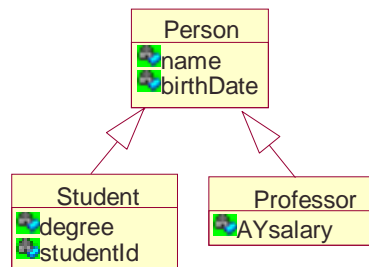 Person
name
birthDate
Student
degree
studentId
Professor
AYsalary